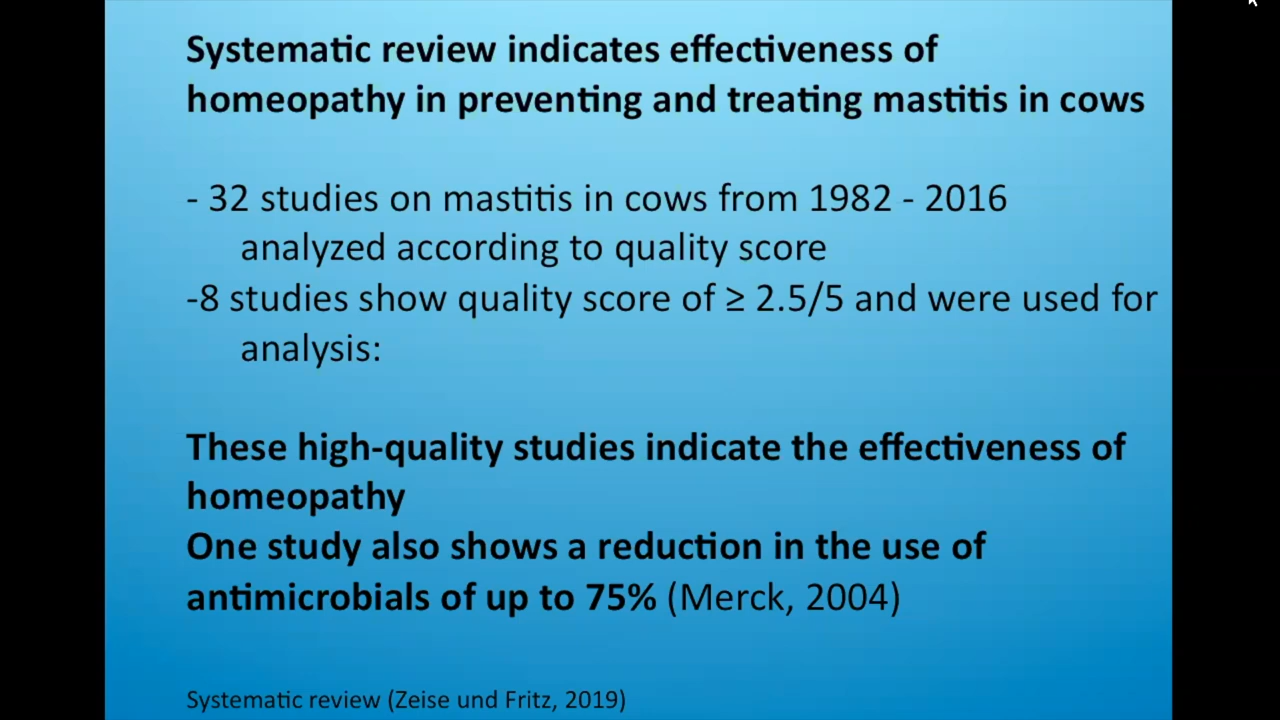 Systematic review indicates effectiveness of
homeopathy in preventing and treating mastitis in cows
- 32 studies on mastitis in cows from 1982 - 2016
analyzed according to quality score
-8 studies show quality score of ≥ 2.5/5 and were used for
analysis:
These high-quality studies indicate the effectiveness of
homeopathy
One study also shows a reduction in the use of
antimicrobials of up to 75% (Merck, 2004)
Systematic review (Zeise und Fritz, 2019)